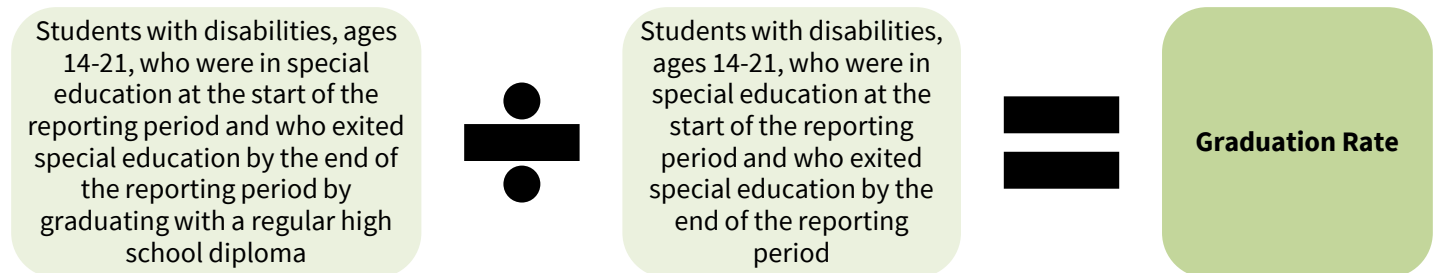 Students with disabilities, ages
14-21, who were in special
education at the start of the
reporting period and who exited
special education by the end of
the reporting period by
graduating with a regular high
school diploma
Students with disabilities,
ages 14-21, who were in
special education at the
start of the reporting
period and who exited
special education by the
end of the reporting
period
Graduation Rate